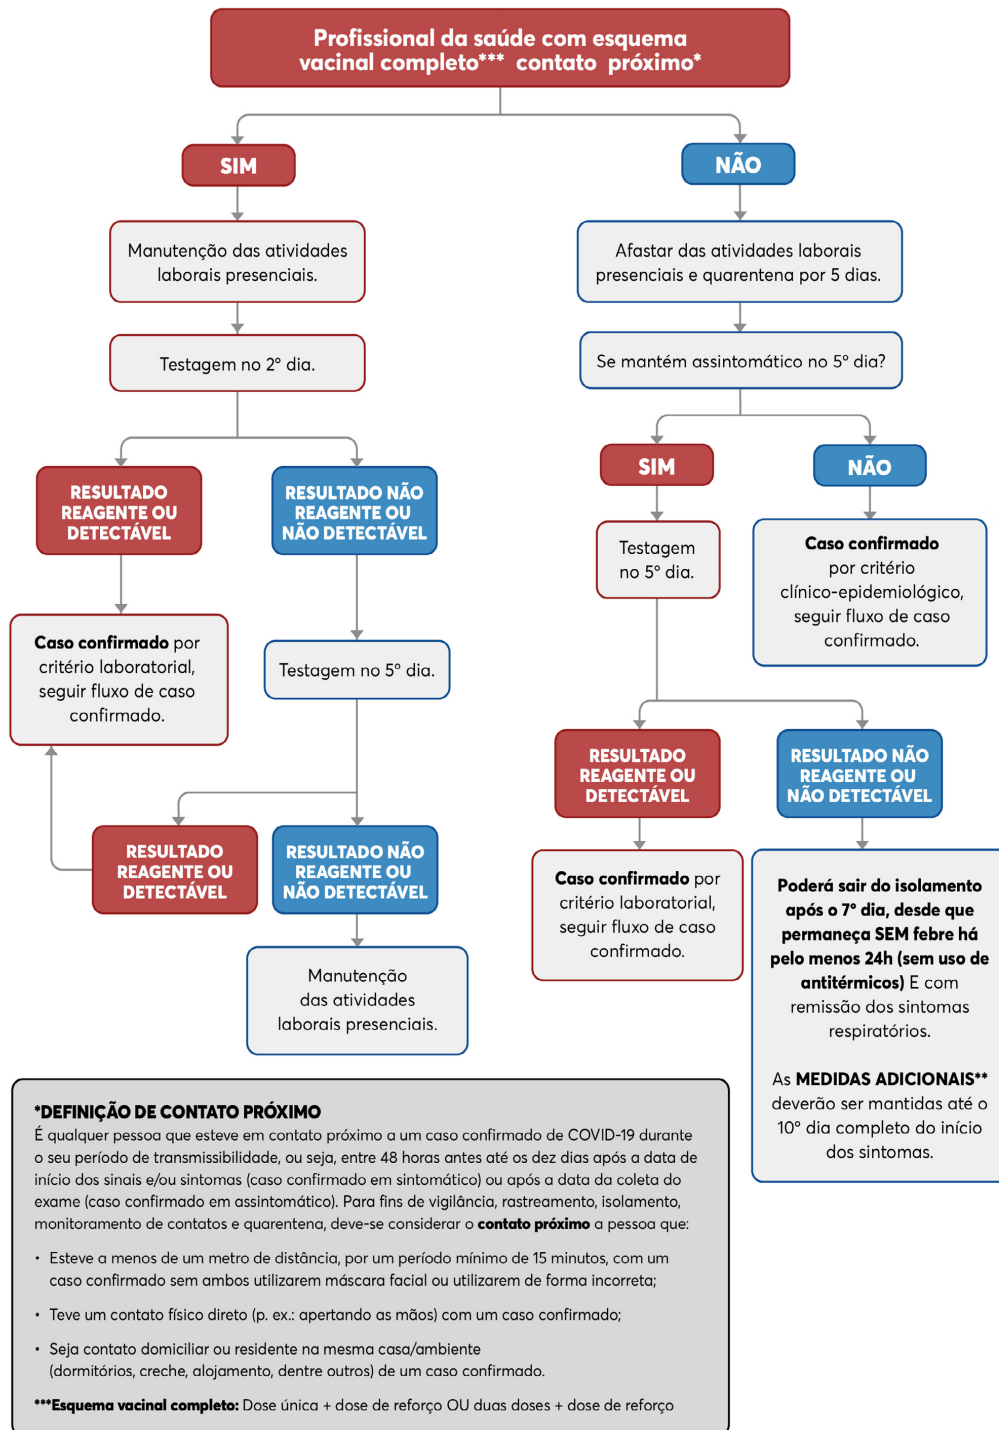 Profissional da saúde com esquema
vacinal completo*** contato próximo*
SIM
Manutenção das atividades
laborais presenciais.
Testagem no 2º dia.
RESULTADO
REAGENTE OU
DETECTÁVEL
RESULTADO NÃO
REAGENTE OU
NÃO DETECTÁVEL
Caso confirmado por
critério laboratorial,
seguir fluxo de caso
confirmado.
Testagem no 5º dia.
RESULTADO
REAGENTE OU
DETECTÁVEL
RESULTADO NÃO
REAGENTE OU
NÃO DETECTÁVEL
Manutenção
das atividades
laborais presenciais.
NÃO
Afastar das atividades laborais
presenciais e quarentena por 5 dias.
Se mantém assintomático no 5º dia?
SIM
Testagem
no 5º dia.
NÃO
Caso confirmado
por critério
clínico-epidemiológico,
seguir fluxo de caso
confirmado.
RESULTADO
REAGENTE OU
DETECTÁVEL
Caso confirmado por
critério laboratorial,
seguir fluxo de caso
confirmado.
RESULTADO NÃO
REAGENTE OU
NÃO DETECTÁVEL
Poderá sair do isolamento
após o 7º dia, desde que
permaneça SEM febre há
pelo menos 24h (sem uso de
antitérmicos) E com
remissão dos sintomas
respiratórios.
As MEDIDAS ADICIONAIS**
deverão ser mantidas até o
10º dia completo do início
dos sintomas.
*DEFINIÇÃO DE CONTATO PRÓXIMO
É qualquer pessoa que esteve em contato próximo a um caso confirmado de COVID-19 durante
o seu período de transmissibilidade, ou seja, entre 48 horas antes até os dez dias após a data de
início dos sinais e/ou sintomas (caso confirmado em sintomático) ou após a data da coleta do
exame (caso confirmado em assintomático). Para fins de vigilância, rastreamento, isolamento,
monitoramento de contatos e quarentena, deve-se considerar o contato próximo a pessoa que:
• Esteve a menos de um metro de distância, por um período mínimo de 15 minutos, com um
caso confirmado sem ambos utilizarem máscara facial ou utilizarem de forma incorreta;
• Teve um contato físico direto (p. ex.: apertando as mãos) com um caso confirmado;
• Seja contato domiciliar ou residente na mesma casa/ambiente
(dormitórios, creche, alojamento, dentre outros) de um caso confirmado.
***Esquema vacinal completo: Dose única + dose de reforço OU duas doses + dose de reforço